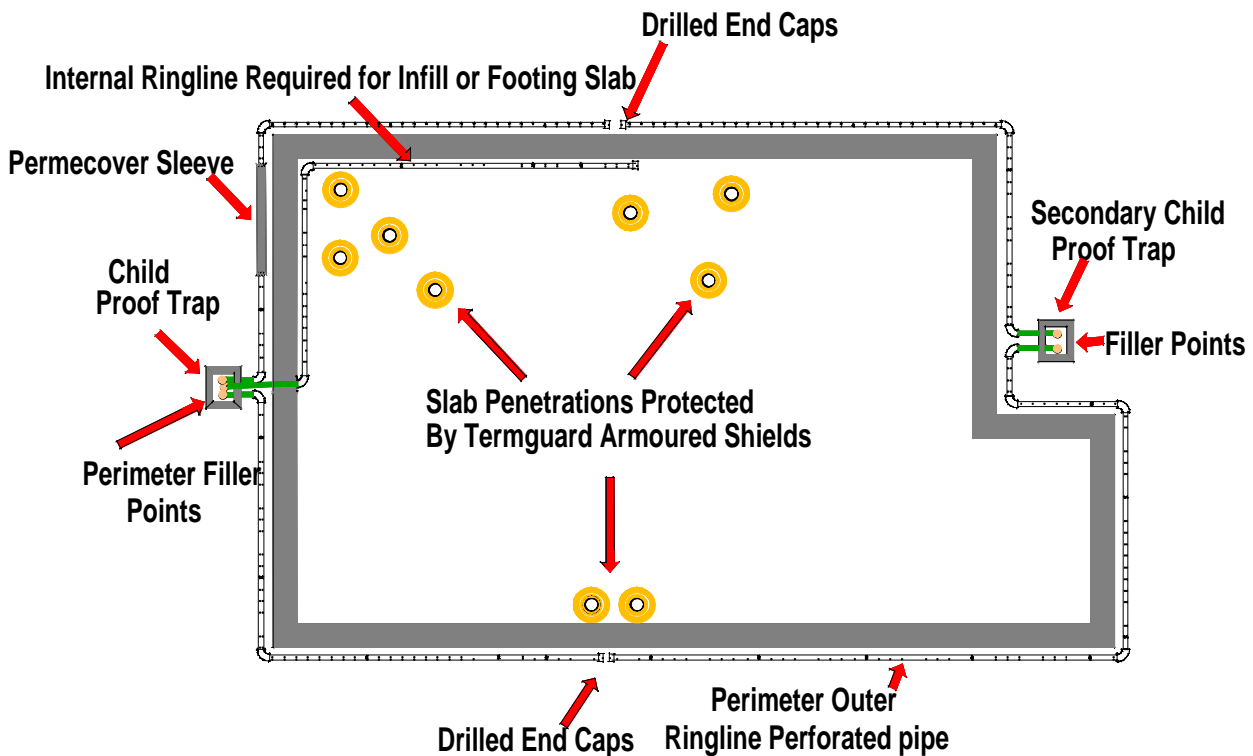 Drilled End Caps
Internal Ringline Required for Infill or Footing Slab
Permecover Sleeve
Secondary Child
Proof Trap
Child
Proof Trap
Filler Points
Slab Penetrations Protected
By Termguard Armoured Shields
Perimeter Filler
Points
Perimeter Outer
Ringline Perforated pipe
Drilled End Caps